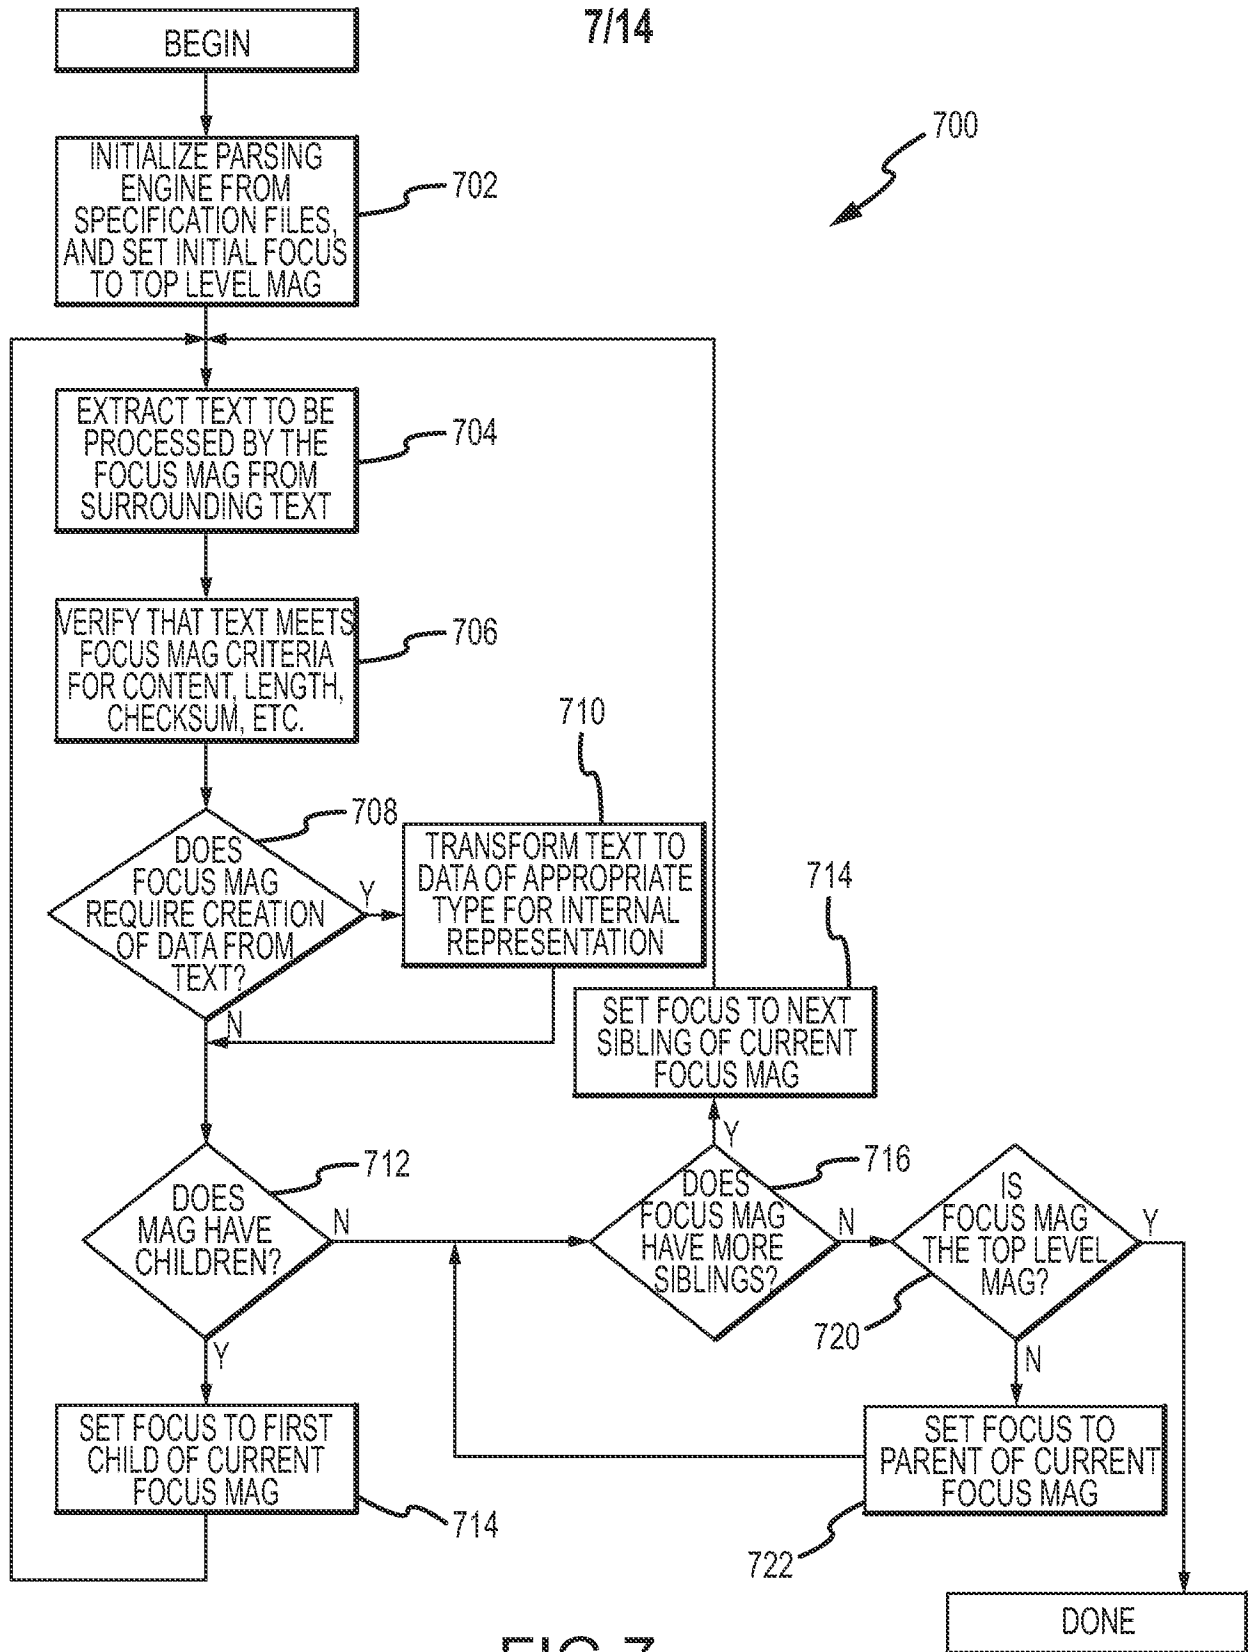 7/14
BEGIN
700
INITIALIZE PARSING
ENGINE FROM
SPECIFICATION FILES,
AND SET INITIAL FOCUS
TO TOP LEVEL MAG
702
EXTRACT TEXT TO BE
PROCESSED BY THE
FOCUS MAG FROM
SURROUNDING TEXT
704
VERIFY THAT TEXT MEETS
FOCUS MAG CRITERIA
FOR CONTENT, LENGTH,
CHECKSUM, ETC.
706
DOES
FOCUS MAG
REQUIRE CREATION
OF DATA FROM
TEXT?
708
Y
N
710
TRANSFORM TEXT TO
DATA OF APPROPRIATE
TYPE FOR INTERNAL
REPRESENTATION
714
SET FOCUS TO NEXT
SIBLING OF CURRENT
FOCUS MAG
Y
DOES
MAG HAVE
CHILDREN?
712
N
Y
DOES
FOCUS MAG
HAVE MORE
SIBLINGS?
716
N
IS
FOCUS MAG
THE TOP LEVEL
MAG?
Y
720
N
SET FOCUS TO FIRST
CHILD OF CURRENT
FOCUS MAG
714
SET FOCUS TO
PARENT OF CURRENT
FOCUS MAG
722
DONE
FIG.7